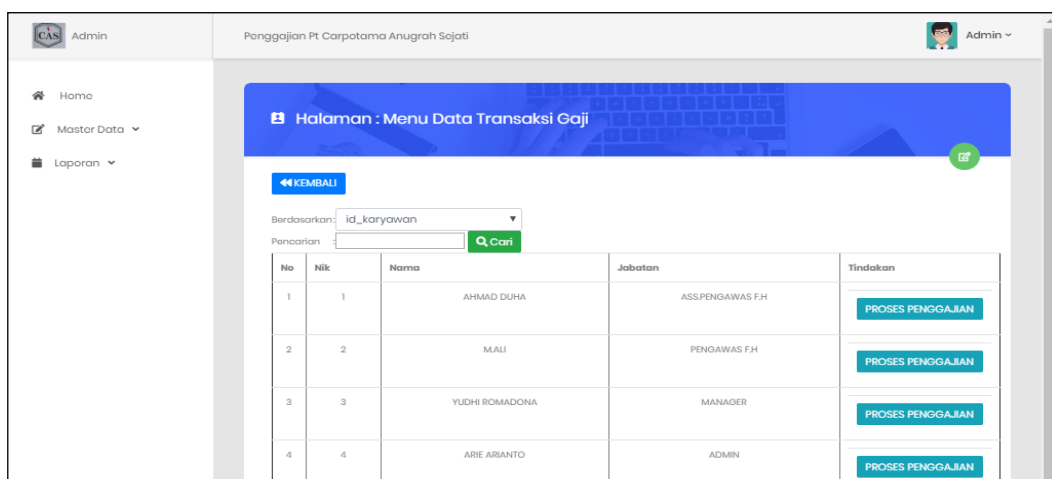 CAS Admin
Penggajian Pt Carpotama Anugrah Sejati
Admin
Home
Master Data
Laporan
Halaman : Menu Data Transaksi Gaji
KEMBALI
Berdasarkan: id_karyawan
Pencarian : Cari
No Nik Nama Jabatan Tindakan
1 1 AHMAD DUHA ASS.PENGAWAS F.H PROSES PENGGAJIAN
2 2 M.ALI PENGAWAS F.H PROSES PENGGAJIAN
3 3 YUDHI ROMADONA MANAGER PROSES PENGGAJIAN
4 4 ARIE ARIANTO ADMIN PROSES PENGGAJIAN